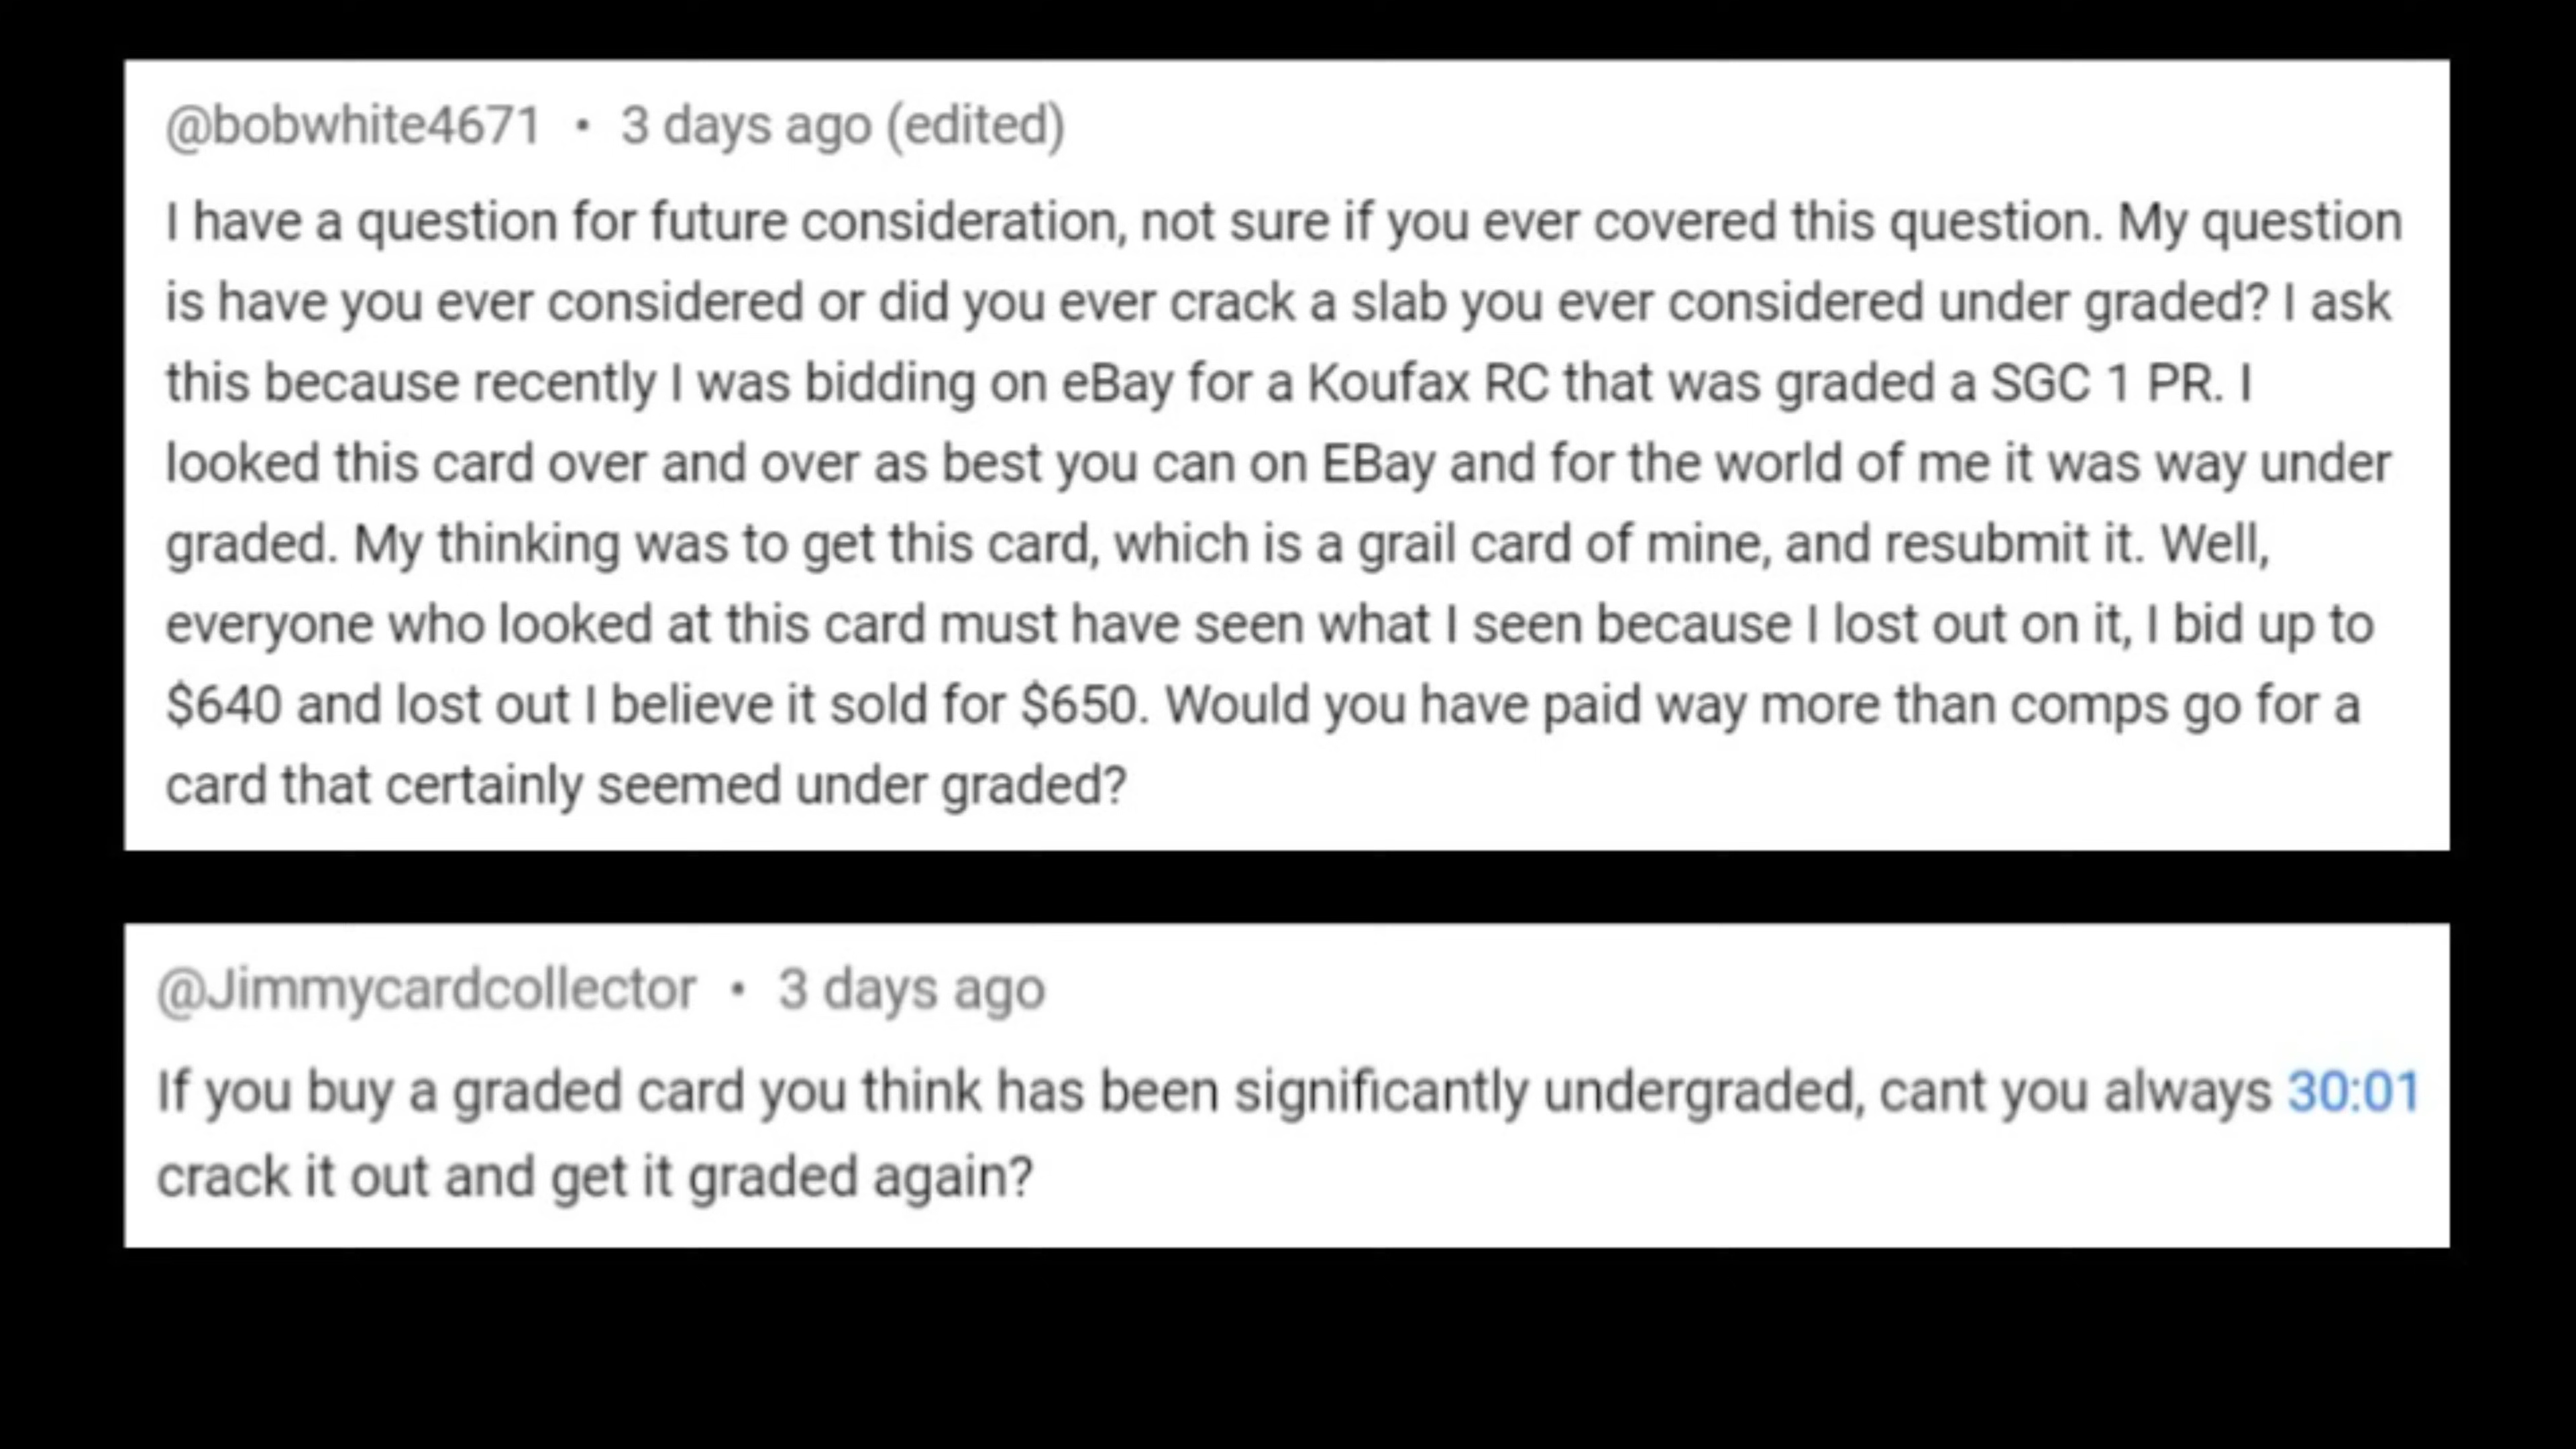 @bobwhite4671 • 3 days ago (edited)
I have a question for future consideration, not sure if you ever covered this question. My question
is have you ever considered or did you ever crack a slab you ever considered under graded? I ask
this because recently I was bidding on eBay for a Koufax RC that was graded a SGC 1 PR. I
looked this card over and over as best you can on EBay and for the world of me it was way under
graded. My thinking was to get this card, which is a grail card of mine, and resubmit it. Well,
everyone who looked at this card must have seen what I seen because I lost out on it, I bid up to
$640 and lost out I believe it sold for $650. Would you have paid way more than comps go for a
card that certainly seemed under graded?
@Jimmycardcollector • 3 days ago
If you buy a graded card you think has been significantly undergraded, cant you always 30:01
crack it out and get it graded again?